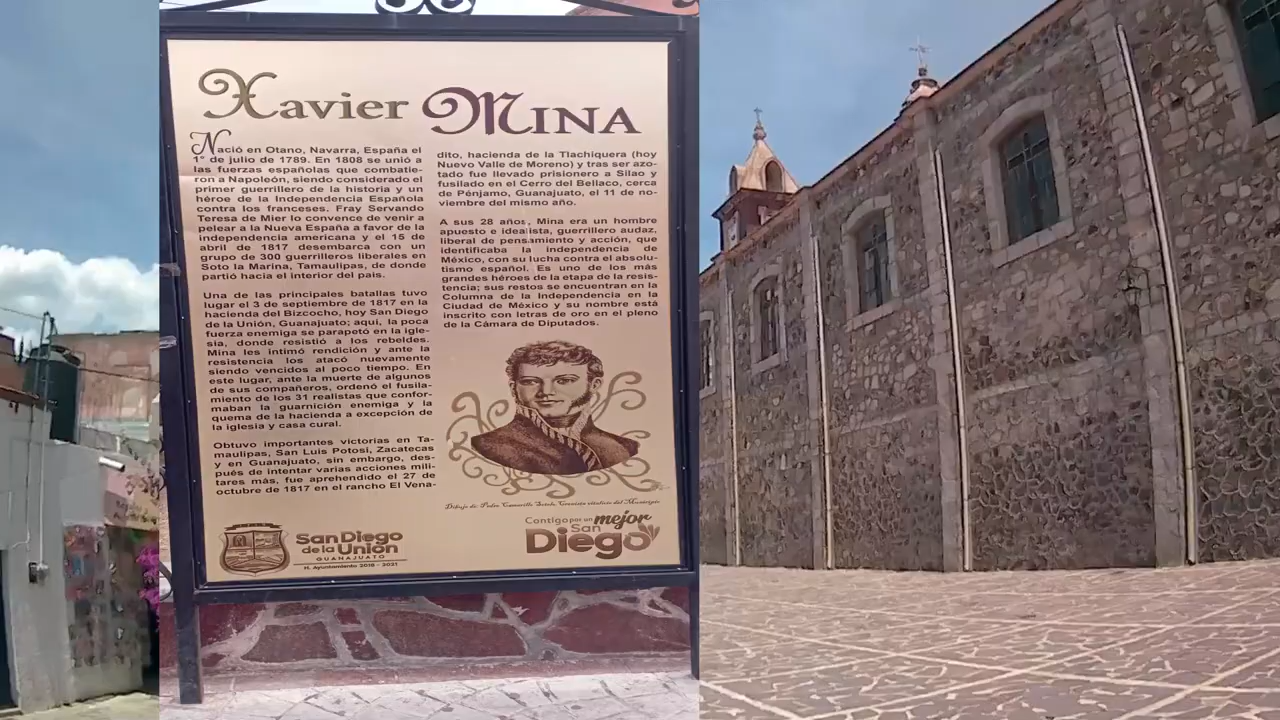 Xavier MINA
Nació en Otano, Navarra, España el
1° de julio de 1789. En 1808 se unió a
las fuerzas españolas que combatie-
ron a Napoleón, siendo considerado el
primer guerrillero de la historia y un
héroe de la Independencia Española
contra los franceses. Fray Servando
Teresa de Mier lo convence de venir a
pelear a la Nueva España a favor de la
independencia americana y el 15 de
abril de 1817 desembarca con un
grupo de 300 guerrilleros liberales en
Soto la Marina, Tamaulipas, de donde
partió hacia el interior del país.
Una de las principales batallas tuvo
lugar el 3 de septiembre de 1817 en la
hacienda del Bizcocho, hoy San Diego
de la Unión, Guanajuato; aquí, la poca
fuerza enemiga se parapetó en la igle-
sia, donde resistió a los rebeldes.
Mina les intimó rendición y ante la
resistencia los atacó nuevamente
siendo vencidos al poco tiempo. En
este lugar, ante la muerte de algunos
de sus compañeros, ordenó el fusila-
miento de los 31 realistas que confor-
maban la guarnición enemiga y la
quema de la hacienda a excepción de
la iglesia y casa cural.
Obtuvo importantes victorias en Ta-
maulipas, San Luis Potosí, Zacatecas
y en Guanajuato, sin embargo, des-
pués de intentar varias acciones mili-
tares más, fue aprehendido el 27 de
octubre de 1817 en el rancho El Vena-
dito, hacienda de la Tlachiquera (hoy
Nuevo Valle de Moreno) y tras ser azo-
tado fue llevado prisionero a Silao y
fusilado en el Cerro del Bellaco, cerca
de Pénjamo, Guanajuato, el 11 de no-
viembre del mismo año.
A sus 28 años, Mina era un hombre
apuesto e idealista, guerrillero audaz,
liberal de pensamiento y acción, que
identificaba la independencia de
México, con su lucha contra el absolu-
tismo español. Es uno de los más
grandes héroes de la etapa de la resis-
tencia; sus restos se encuentran en la
Columna de la Independencia en la
Ciudad de México y su nombre está
inscrito con letras de oro en el pleno
de la Cámara de Diputados.
Dibujo de Pedro Camarillo Sotelo, Cronista vitalicio del Municipio
San Diego
de la Unión
GUANAJUATO
H. Ayuntamiento 2018 - 2021
Contigo por un mejor
San
Diego